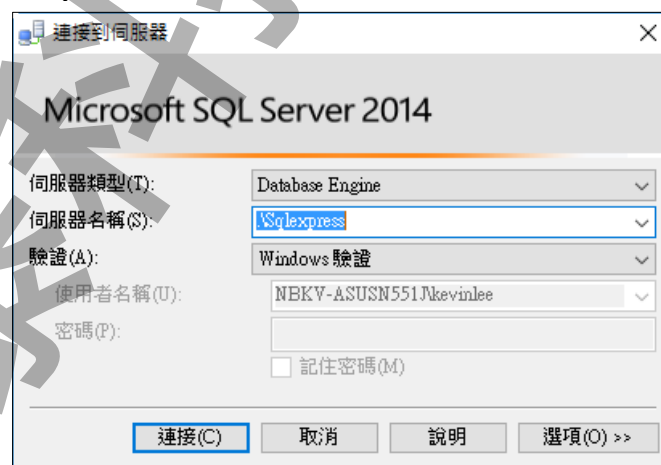 連接到伺服器
Microsoft SQL Server 2014
伺服器類型(T): Database Engine
伺服器名稱(S): .\Sqlexpress
驗證(A): Windows 驗證
使用者名稱(U): NBKV-ASUSN551J\kevinlee
密碼(P):
記住密碼(M)
連接(C) 取消 說明 選項(O) >>